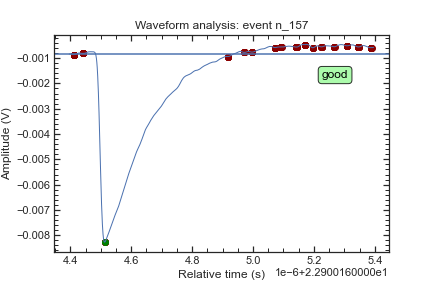 Waveform analysis: event n_157
Amplitude (V)
−0.001
−0.002
−0.003
−0.004
−0.005
−0.006
−0.007
−0.008
good
4.4 4.6 4.8 5.0 5.2 5.4
Relative time (s)
1e-6+2.2900160000e1